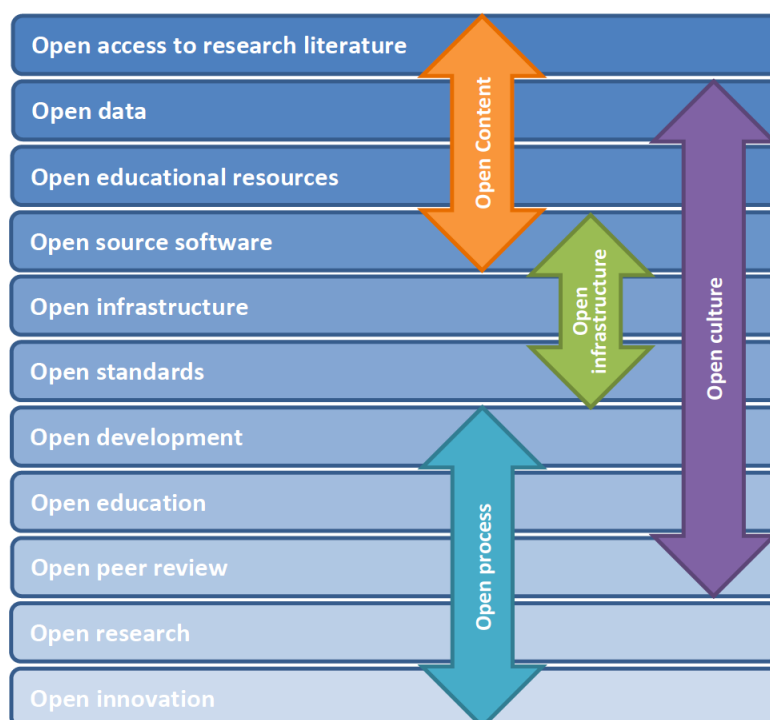 Open access to research literature
Open data
Open educational resources
Open source software
Open infrastructure
Open standards
Open development
Open education
Open peer review
Open research
Open innovation
Open Content
Open
infrastructure
Open culture
Open process